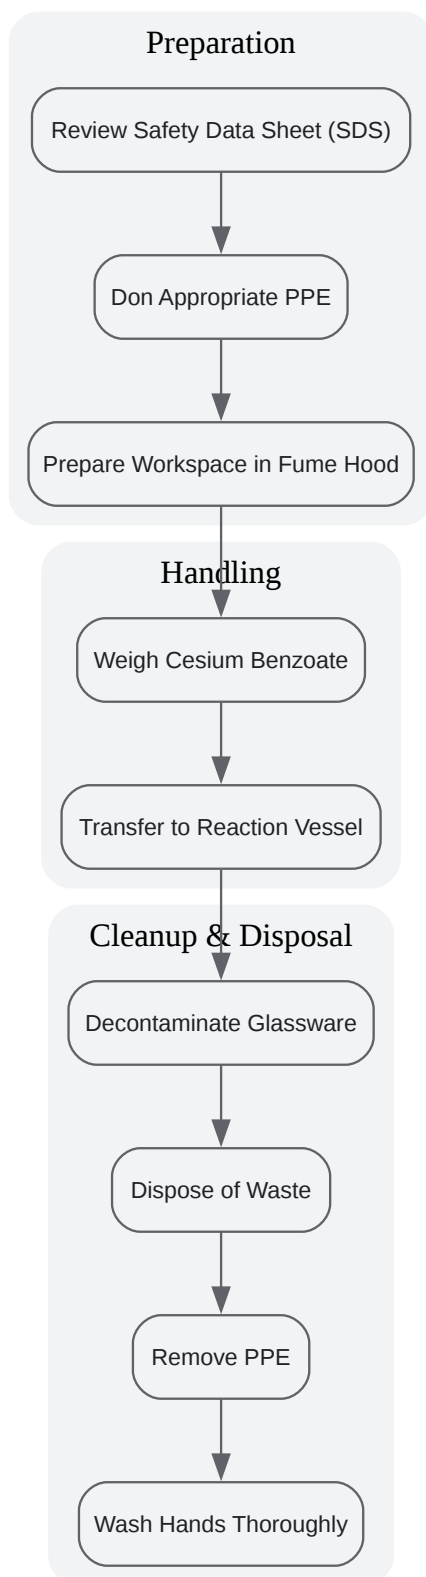 Preparation
Review Safety Data Sheet (SDS)
Don Appropriate PPE
Prepare Workspace in Fume Hood
Handling
Weigh Cesium Benzoate
Transfer to Reaction Vessel
Cleanup & Disposal
Decontaminate Glassware
Dispose of Waste
Remove PPE
Wash Hands Thoroughly